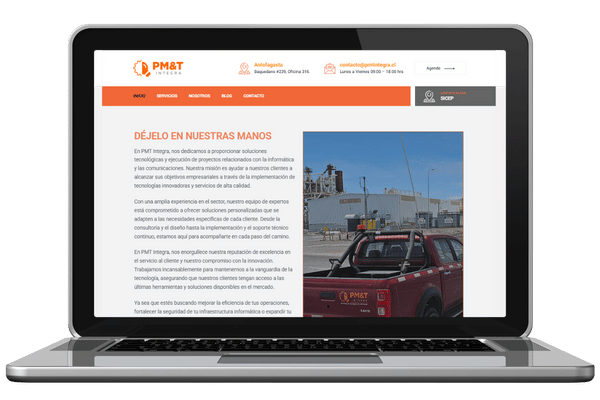 PM&T
INTEGRA
Antofagasta
Baquedano #239, Oficina 316.
contacto@pmtintegra.cl
Lunes a Viernes 09:00 - 18:00 hrs
Agenda
INICIO
SERVICIOS
NOSOTROS
BLOG
CONTACTO
SICEP
DÉJELO EN NUESTRAS MANOS
En PMT Integra, nos dedicamos a proporcionar soluciones
tecnológicas y ejecución de proyectos relacionados con la informática
y las comunicaciones. Nuestra misión es ayudar a nuestros clientes a
alcanzar sus objetivos empresariales a través de la implementación de
tecnologías innovadoras y servicios de alta calidad.
Con una amplia experiencia en el sector, nuestro equipo de expertos
está comprometido a ofrecer soluciones personalizadas que se
adapten a las necesidades específicas de cada cliente. Desde la
consultoría y el diseño hasta la implementación y el soporte técnico
continuo, estamos aquí para acompañarte en cada paso del camino.
En PMT Integra, nos enorgullece nuestra reputación de excelencia en
el servicio al cliente y nuestro compromiso con la innovación.
Trabajamos incansablemente para mantenernos a la vanguardia de la
tecnología, asegurando que nuestros clientes tengan acceso a las
últimas herramientas y soluciones disponibles en el mercado.
Ya sea que estés buscando mejorar la eficiencia de tus operaciones,
fortalecer la seguridad de tu infraestructura informática o expandir tu
PM&T